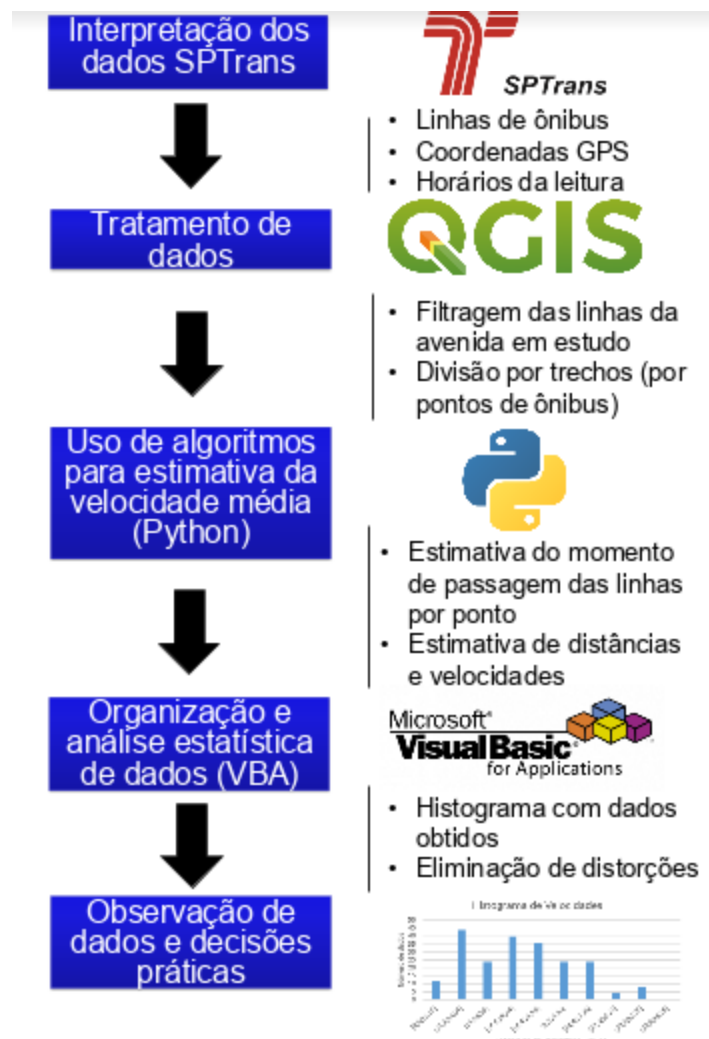 Interpretação dos
dados SPTrans
SPTrans
• Linhas de ônibus
• Coordenadas GPS
• Horários da leitura
Tratamento de
dados
QGIS
• Filtragem das linhas da
avenida em estudo
• Divisão por trechos (por
pontos de ônibus)
Uso de algoritmos
para estimativa da
velocidade média
(Python)
• Estimativa do momento
de passagem das linhas
por ponto
• Estimativa de distâncias
e velocidades
Organização e
análise estatística
de dados (VBA)
Microsoft®
Visual Basic®
for Applications
• Histograma com dados
obtidos
• Eliminação de distorções
Observação de
dados e decisões
práticas
Histograma de Velocidades